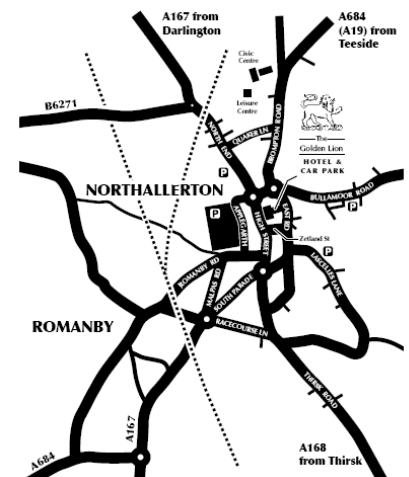 A167 from
Darlington
A684
(A19) from
Teeside
Civic
Centre
Leisure
Centre
B6271
NORTH END
QUAKER LN
BROMPTON ROAD
The
Golden Lion
HOTEL &
CAR PARK
P
NORTHALLERTON
BULLAMOOR ROAD
P
P
APPLEGARTH
HIGH STREET
EAST RD
Zetland St
P
LASCELLES LANE
ROMANBY RD
MALPAS RD
SOUTH PARADE
ROMANBY
RACECOURSE LN
THIRSK ROAD
A167
A684
A168
from Thirsk